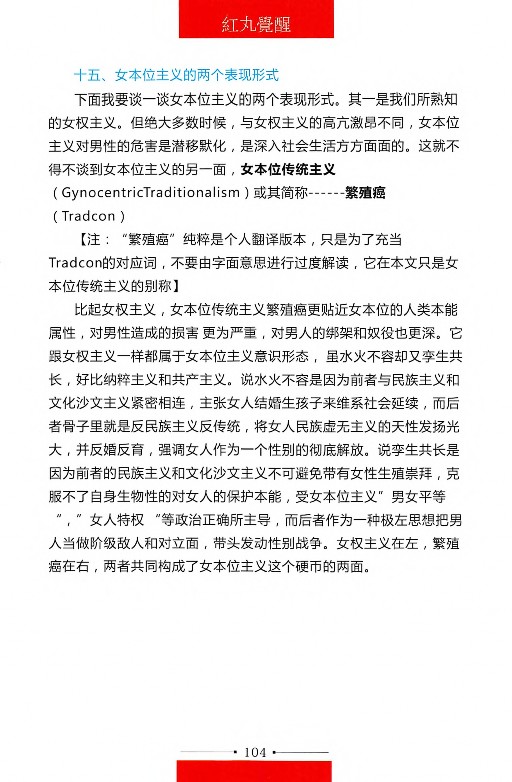 紅丸覺醒
十五、女本位主义的两个表现形式
下面我要谈一谈女本位主义的两个表现形式。其一是我们所熟知
的女权主义。但绝大多数时候，与女权主义的高亢激昂不同，女本位
主义对男性的危害是潜移默化，是深入社会生活方方面面的。这就不
得不谈到女本位主义的另一面，女本位传统主义
（GynocentricTraditionalism）或其简称------繁殖癌
（Tradcon）
【注：“繁殖癌”纯粹是个人翻译版本，只是为了充当
Tradcon的对应词，不要由字面意思进行过度解读，它在本文只是女
本位传统主义的别称】
比起女权主义，女本位传统主义繁殖癌更贴近女本位的人类本能
属性，对男性造成的损害 更为严重，对男人的绑架和奴役也更深。它
跟女权主义一样都属于女本位主义意识形态， 虽水火不容却又孪生共
长，好比纳粹主义和共产主义。说水火不容是因为前者与民族主义和
文化沙文主义紧密相连，主张女人结婚生孩子来维系社会延续，而后
者骨子里就是反民族主义反传统，将女人民族虚无主义的天性发扬光
大，并反婚反育，强调女人作为一个性别的彻底解放。说孪生共长是
因为前者的民族主义和文化沙文主义不可避免带有女性生殖崇拜，克
服不了自身生物性的对女人的保护本能，受女本位主义”男女平等
“，”女人特权 “等政治正确所主导，而后者作为一种极左思想把男
人当做阶级敌人和对立面，带头发动性别战争。女权主义在左，繁殖
癌在右，两者共同构成了女本位主义这个硬币的两面。
104